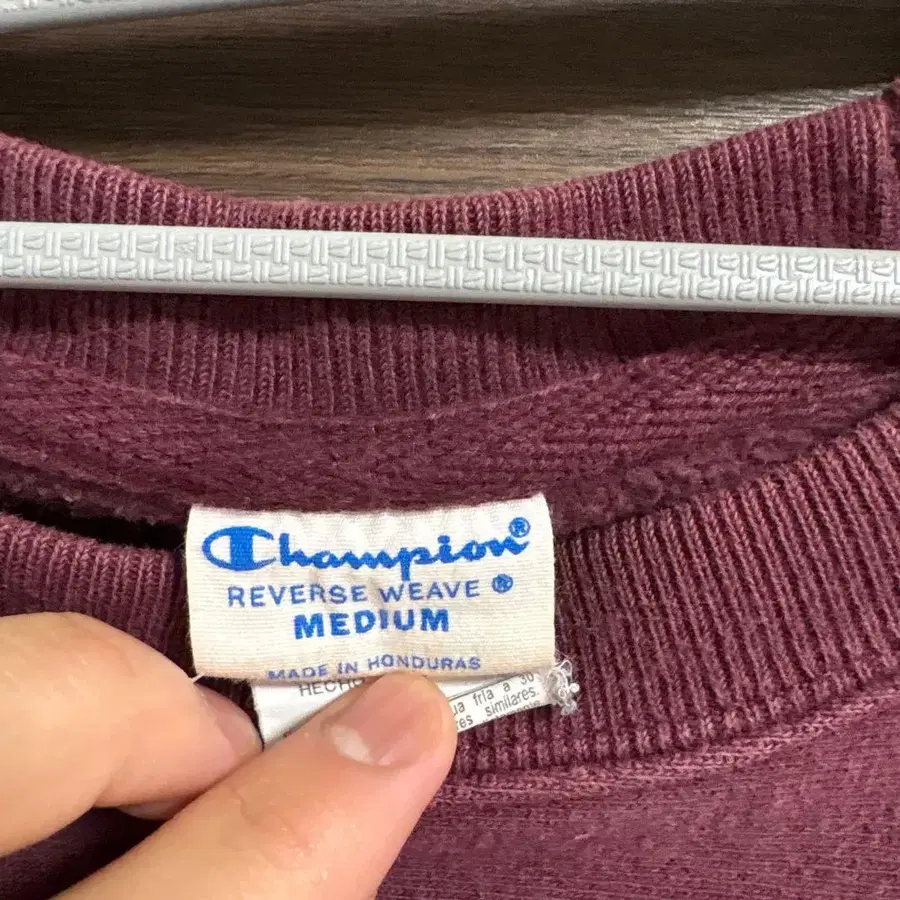 Champion®
REVERSE WEAVE ®
MEDIUM
MADE IN HONDURAS
HECHO
ua fría a 30
res similares.